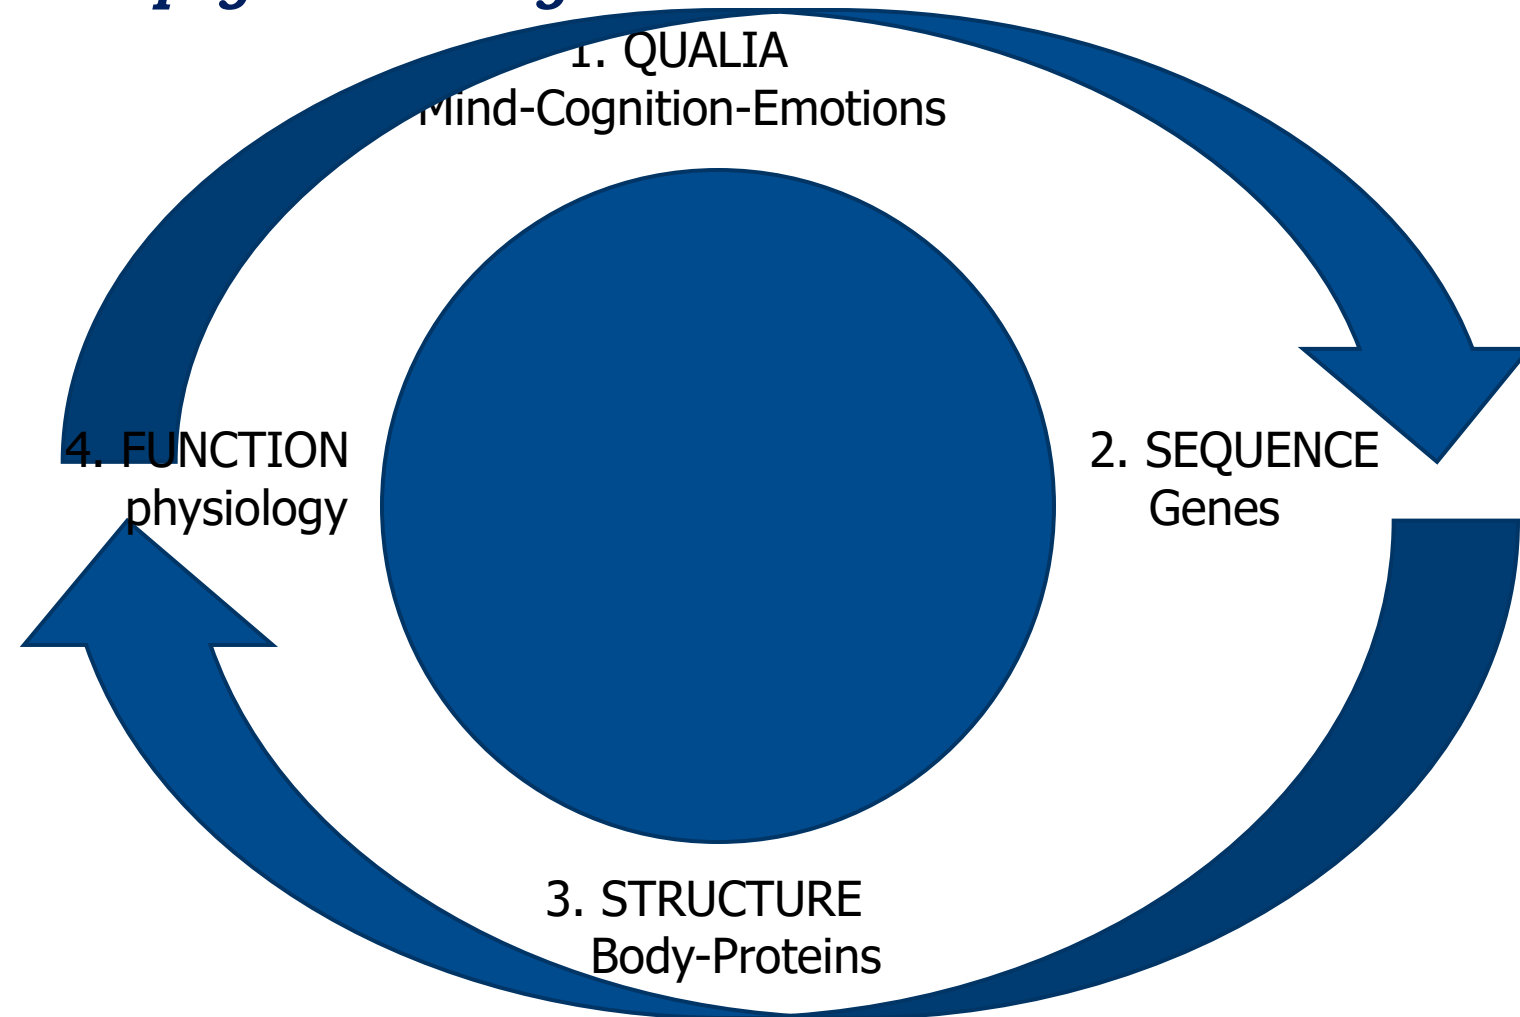 1. QUALIA
Mind-Cognition-Emotions
4. FUNCTION
physiology
2. SEQUENCE
Genes
3. STRUCTURE
Body-Proteins